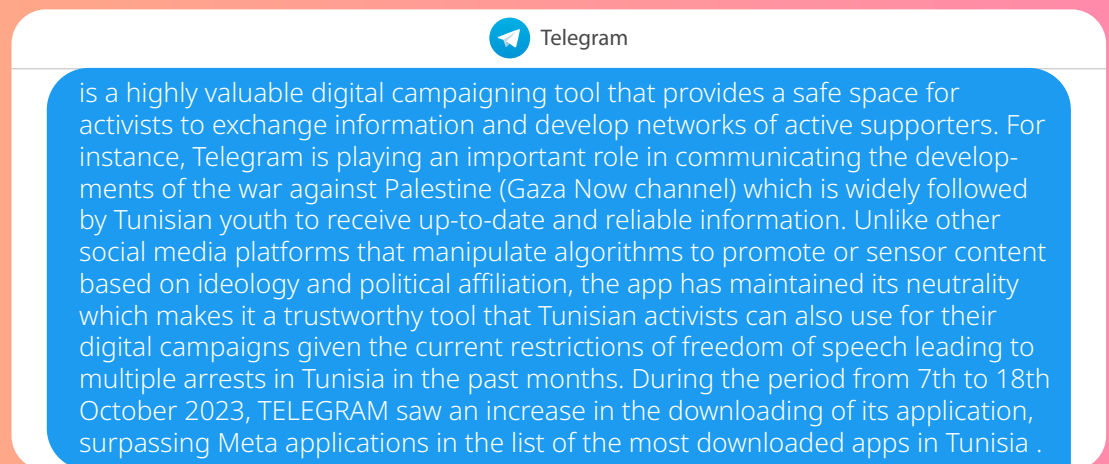 Telegram
is a highly valuable digital campaigning tool that provides a safe space for
activists to exchange information and develop networks of active supporters. For
instance, Telegram is playing an important role in communicating the develop-
ments of the war against Palestine (Gaza Now channel) which is widely followed
by Tunisian youth to receive up-to-date and reliable information. Unlike other
social media platforms that manipulate algorithms to promote or sensor content
based on ideology and political affiliation, the app has maintained its neutrality
which makes it a trustworthy tool that Tunisian activists can also use for their
digital campaigns given the current restrictions of freedom of speech leading to
multiple arrests in Tunisia in the past months. During the period from 7th to 18th
October 2023, TELEGRAM saw an increase in the downloading of its application,
surpassing Meta applications in the list of the most downloaded apps in Tunisia .